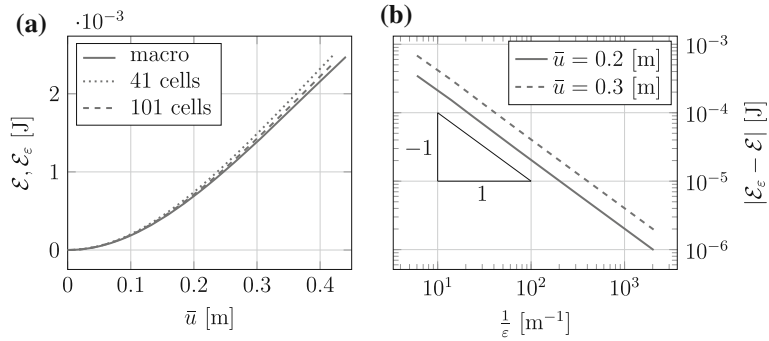 (a)
·10⁻³
macro
41 cells
101 cells
2
1
0
ℰ, ℰ_ε [J]
0 0.1 0.2 0.3 0.4
ū [m]
(b)
ū = 0.2 [m]
ū = 0.3 [m]
−1
1
10⁻³
10⁻⁴
10⁻⁵
10⁻⁶
|ℰ_ε − ℰ| [J]
10¹ 10² 10³
1/ε [m⁻¹]